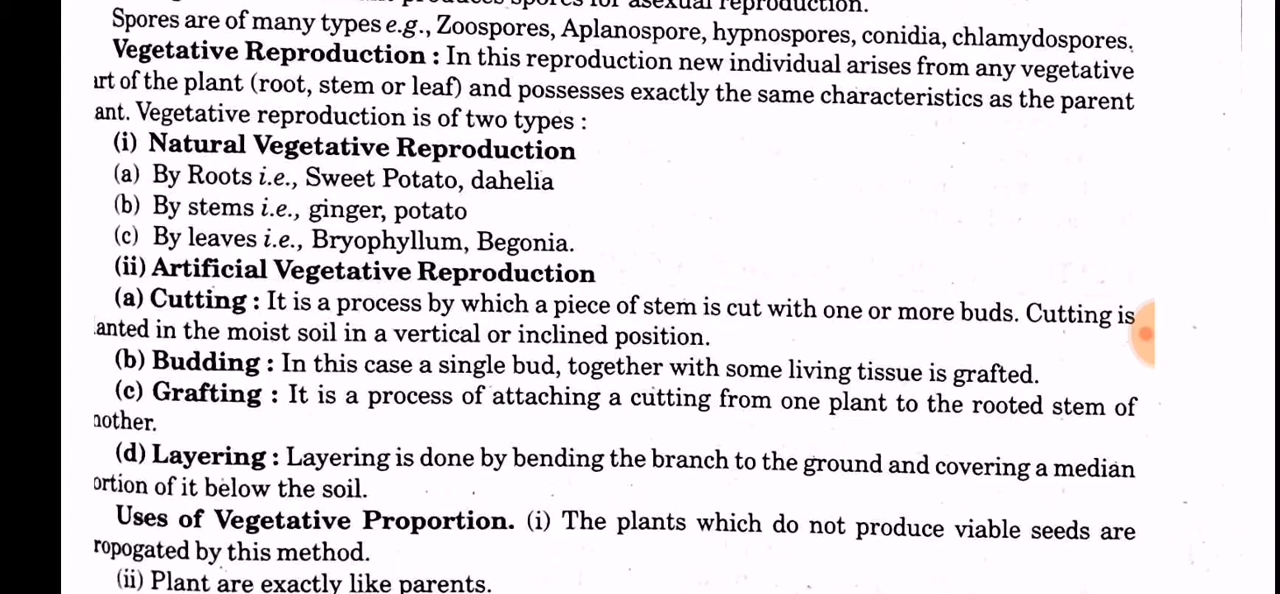 spores for asexual reproduction.
Spores are of many types e.g., Zoospores, Aplanospore, hypnospores, conidia, chlamydospores.
Vegetative Reproduction : In this reproduction new individual arises from any vegetative
art of the plant (root, stem or leaf) and possesses exactly the same characteristics as the parent
ant. Vegetative reproduction is of two types :
(i) Natural Vegetative Reproduction
(a) By Roots i.e., Sweet Potato, dahelia
(b) By stems i.e., ginger, potato
(c) By leaves i.e., Bryophyllum, Begonia.
(ii) Artificial Vegetative Reproduction
(a) Cutting : It is a process by which a piece of stem is cut with one or more buds. Cutting is
anted in the moist soil in a vertical or inclined position.
(b) Budding : In this case a single bud, together with some living tissue is grafted.
(c) Grafting : It is a process of attaching a cutting from one plant to the rooted stem of
nother.
(d) Layering : Layering is done by bending the branch to the ground and covering a median
ortion of it below the soil.
Uses of Vegetative Proportion. (i) The plants which do not produce viable seeds are
ropogated by this method.
(ii) Plant are exactly like parents.